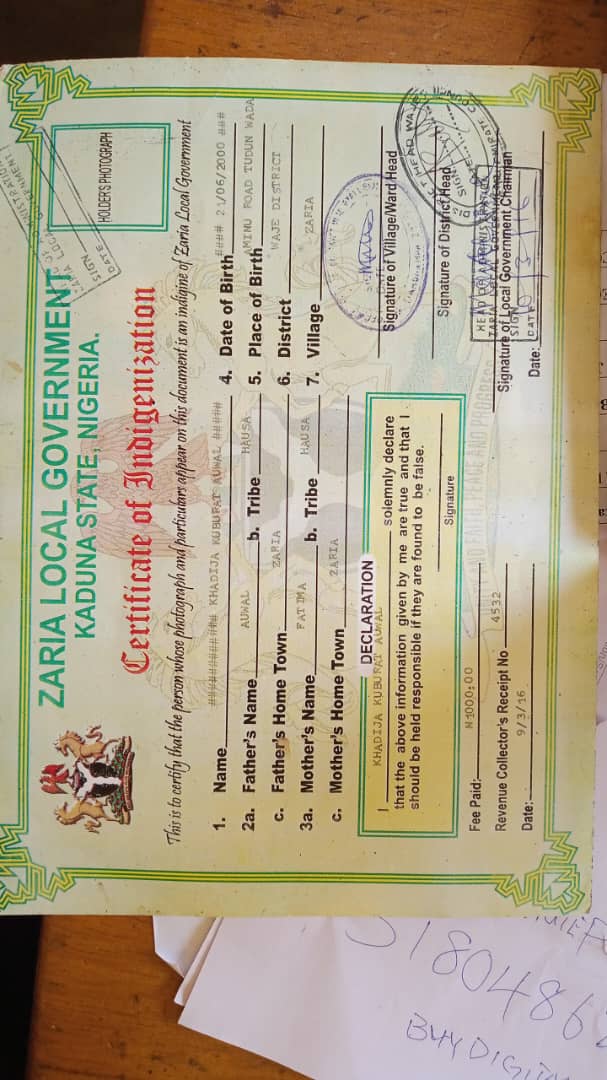 ZARIA LOCAL GOVERNMENT
KADUNA STATE, NIGERIA.
Certificate of Indigenization
HOLDER'S PHOTOGRAPH
SIGN
DATE
This is to certify that the person whose photograph and particulars appear on this document is an indigine of Zaria Local Government
1. Name ########### KHADIJA KUBURAT AUWAL #####
2a. Father's Name AUWAL b. Tribe HAUSA
c. Father's Home Town ZARIA
3a. Mother's Name FATIMA b. Tribe HAUSA
c. Mother's Home Town ZARIA
4. Date of Birth #### 21/06/2000 ###
5. Place of Birth AMINU ROAD TUDUN WADA
6. District WAJE DISTRICT
7. Village ZARIA
DECLARATION
I KHADIJA KUBURAT AUWAL solemnly declare
that the above information given by me are true and that I
should be held responsible if they are found to be false.
Signature
Signature of Village/Ward Head
Signature of District Head
Signature of Local Government Chairman
SIGN
DATE
Date:
Fee Paid: N1000:00
Revenue Collector's Receipt No 4532
Date: 9/3/16
BUY DIGIT